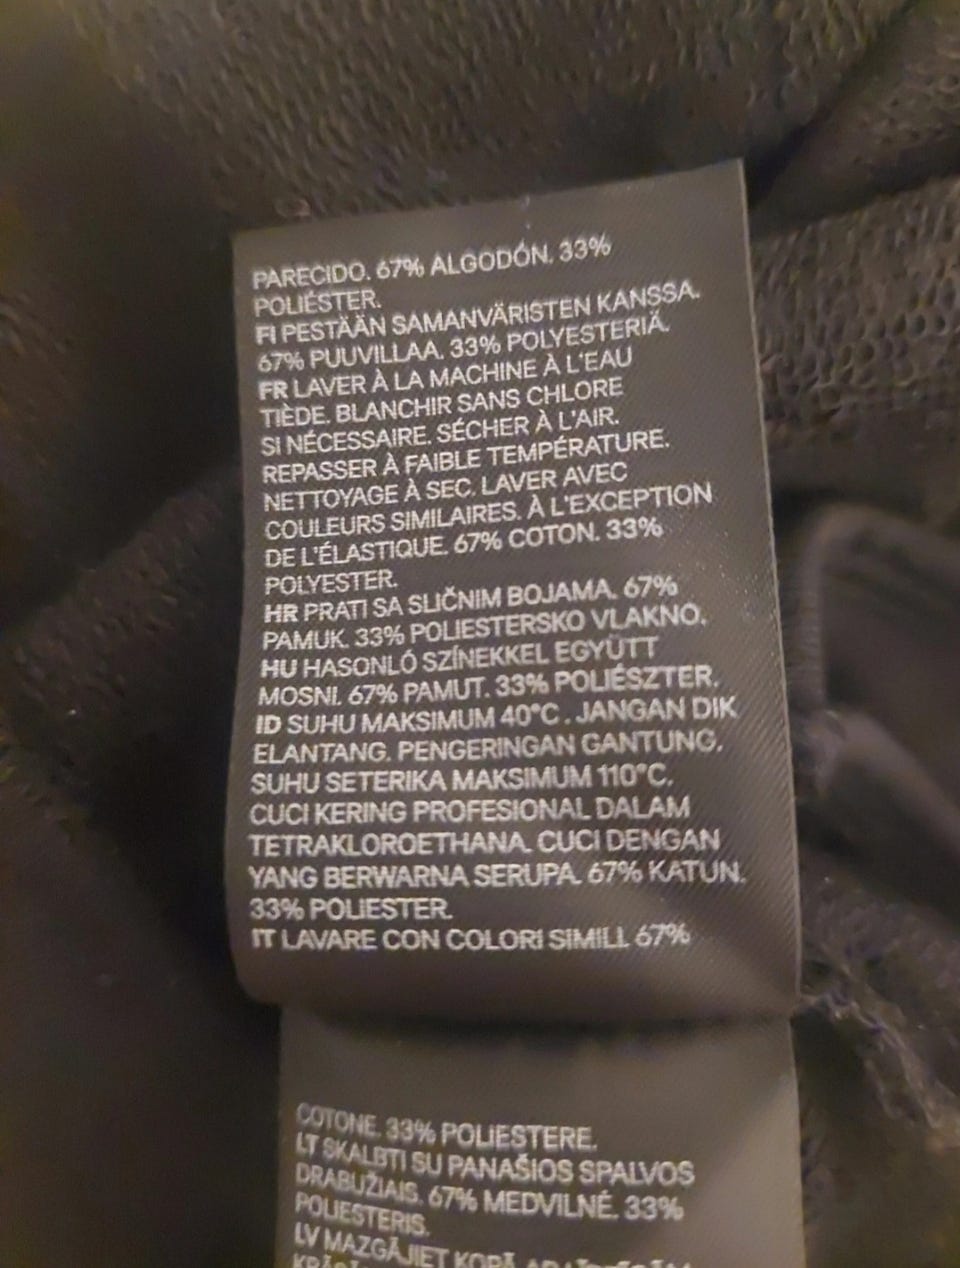 PARECIDO. 67% ALGODÓN. 33%
POLIÉSTER.
FI PESTÄÄN SAMANVÄRISTEN KANSSA.
67% PUUVILLAA. 33% POLYESTERIÄ.
FR LAVER À LA MACHINE À L'EAU
TIÈDE. BLANCHIR SANS CHLORE
SI NÉCESSAIRE. SÉCHER À L'AIR.
REPASSER À FAIBLE TEMPÉRATURE.
NETTOYAGE À SEC. LAVER AVEC
COULEURS SIMILAIRES. À L'EXCEPTION
DE L'ÉLASTIQUE. 67% COTON. 33%
POLYESTER.
HR PRATI SA SLIČNIM BOJAMA. 67%
PAMUK. 33% POLIESTERSKO VLAKNO.
HU HASONLÓ SZÍNEKKEL EGYÜTT
MOSNI. 67% PAMUT. 33% POLIÉSZTER.
ID SUHU MAKSIMUM 40°C. JANGAN DIK
ELANTANG. PENGERINGAN GANTUNG.
SUHU SETERIKA MAKSIMUM 110°C.
CUCI KERING PROFESIONAL DALAM
TETRAKLOROETHANA. CUCI DENGAN
YANG BERWARNA SERUPA. 67% KATUN.
33% POLIESTER.
IT LAVARE CON COLORI SIMILI. 67%
COTONE. 33% POLIESTERE.
LT SKALBTI SU PANAŠIOS SPALVOS
DRABUŽIAIS. 67% MEDVILNĖ. 33%
POLIESTERIS.
LV MAZGĀJIET KOPĀ